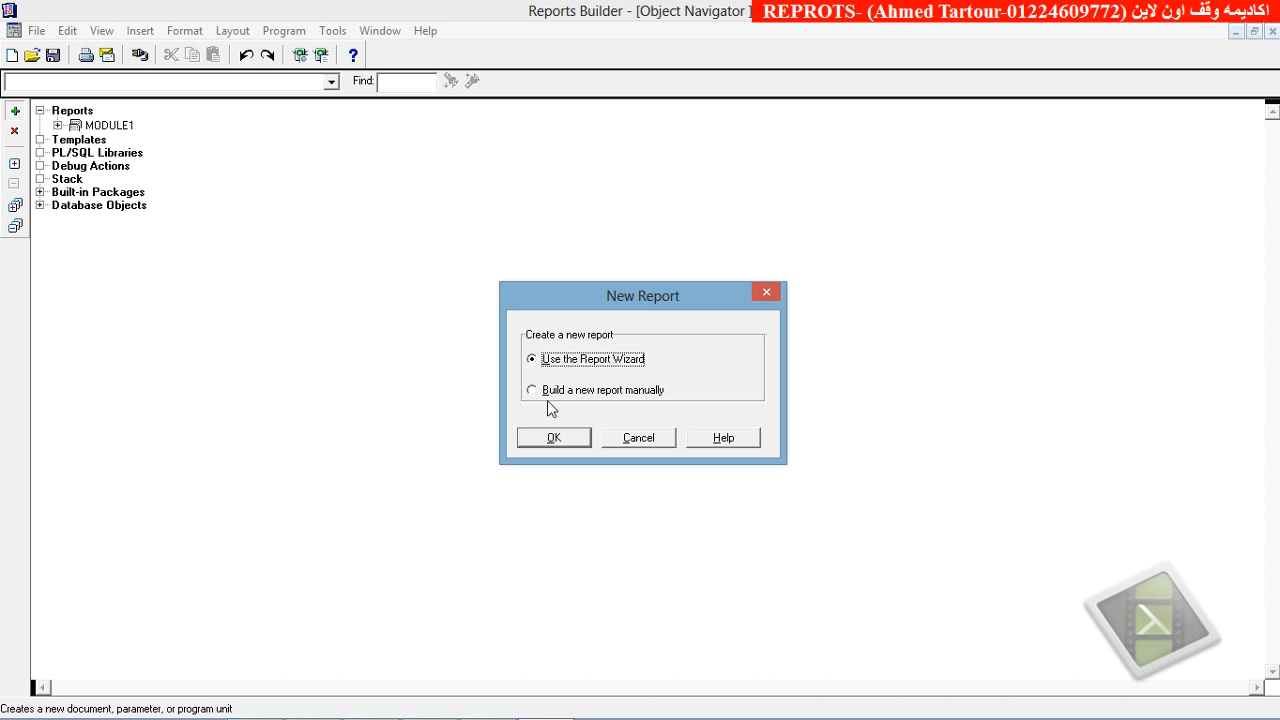 Reports Builder - [Object Navigator]
REPROTS- (Ahmed Tartour-01224609772) اكاديمه وقف اون لاين
File Edit View Insert Format Layout Program Tools Window Help
Find:
Reports
MODULE1
Templates
PL/SQL Libraries
Debug Actions
Stack
Built-in Packages
Database Objects
New Report
Create a new report
Use the Report Wizard
Build a new report manually
OK Cancel Help
Creates a new document, parameter, or program unit